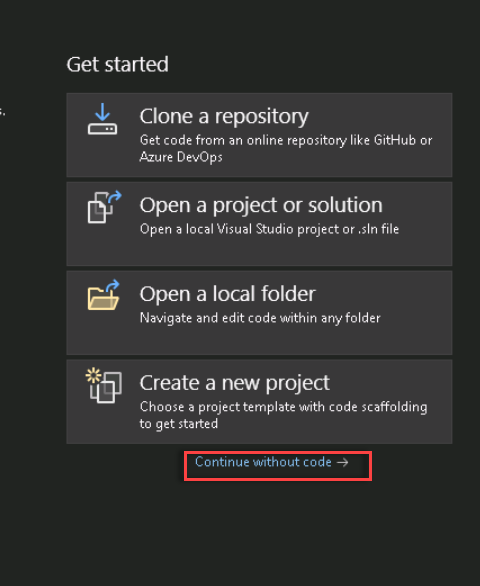 Get started
Clone a repository
Get code from an online repository like GitHub or
Azure DevOps
Open a project or solution
Open a local Visual Studio project or .sln file
Open a local folder
Navigate and edit code within any folder
Create a new project
Choose a project template with code scaffolding
to get started
Continue without code →